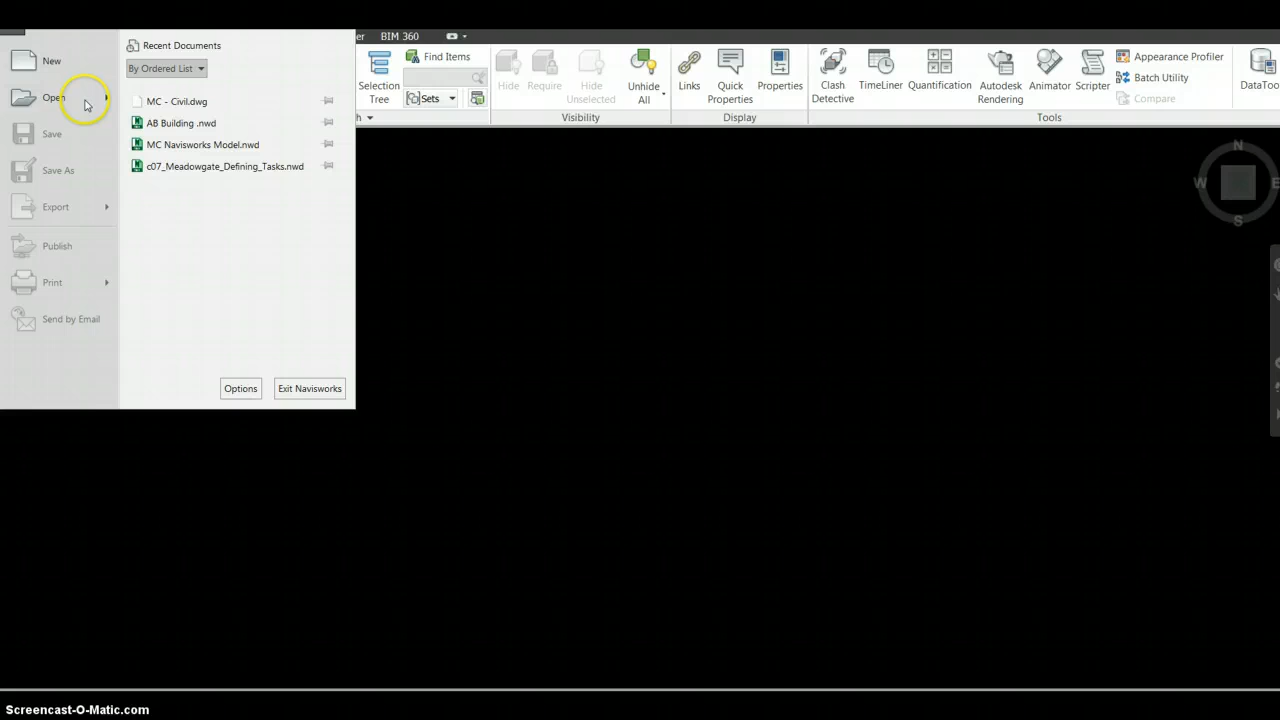 BIM 360
New
Open
Save
Save As
Export
Publish
Print
Send by Email
Recent Documents
By Ordered List
MC - Civil.dwg
AB Building .nwd
MC Navisworks Model.nwd
c07_Meadowgate_Defining_Tasks.nwd
Options
Exit Navisworks
Selection
Tree
Find Items
Sets
Hide
Require
Hide
Unselected
Unhide
All
Visibility
Links
Quick
Properties
Properties
Display
Clash
Detective
TimeLiner
Quantification
Autodesk
Rendering
Animator
Scripter
Appearance Profiler
Batch Utility
Compare
Tools
N
W
E
S
Screencast-O-Matic.com